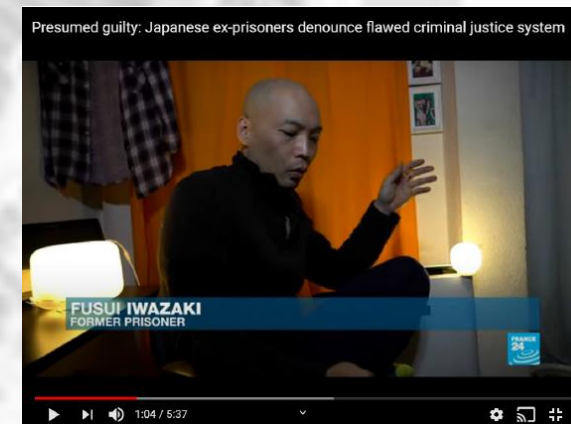 Presumed guilty: Japanese ex-prisoners denounce flawed criminal justice system
FUSUI IWAZAKI
FORMER PRISONER
FRANCE
24
1:04 / 5:37